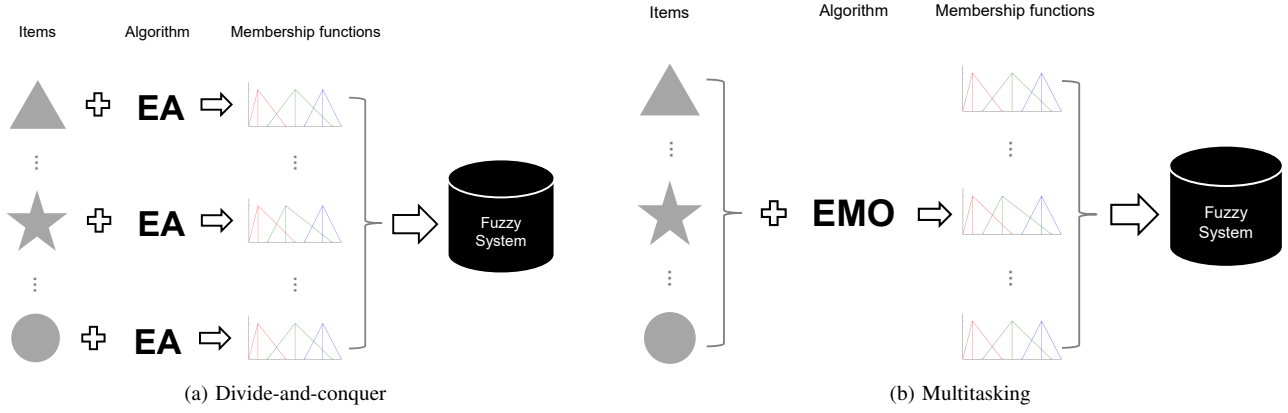 Items
Algorithm
Membership functions
EA
...
EA
...
EA
Fuzzy
System
(a) Divide-and-conquer
Items
Algorithm
Membership functions
...
EMO
...
Fuzzy
System
(b) Multitasking